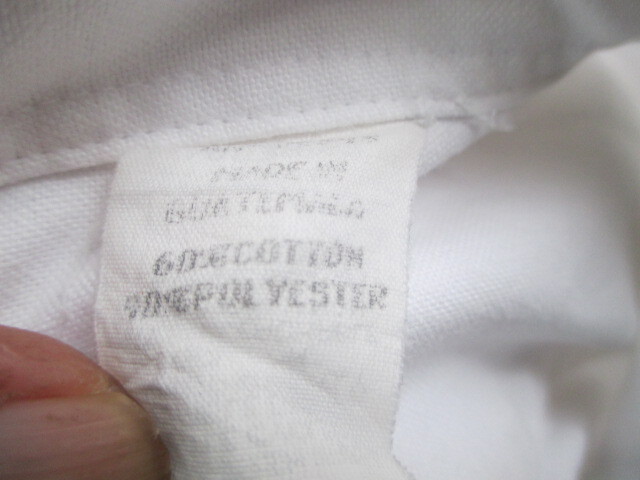 MADE IN
GUATEMALA
60%COTTON
40%POLYESTER